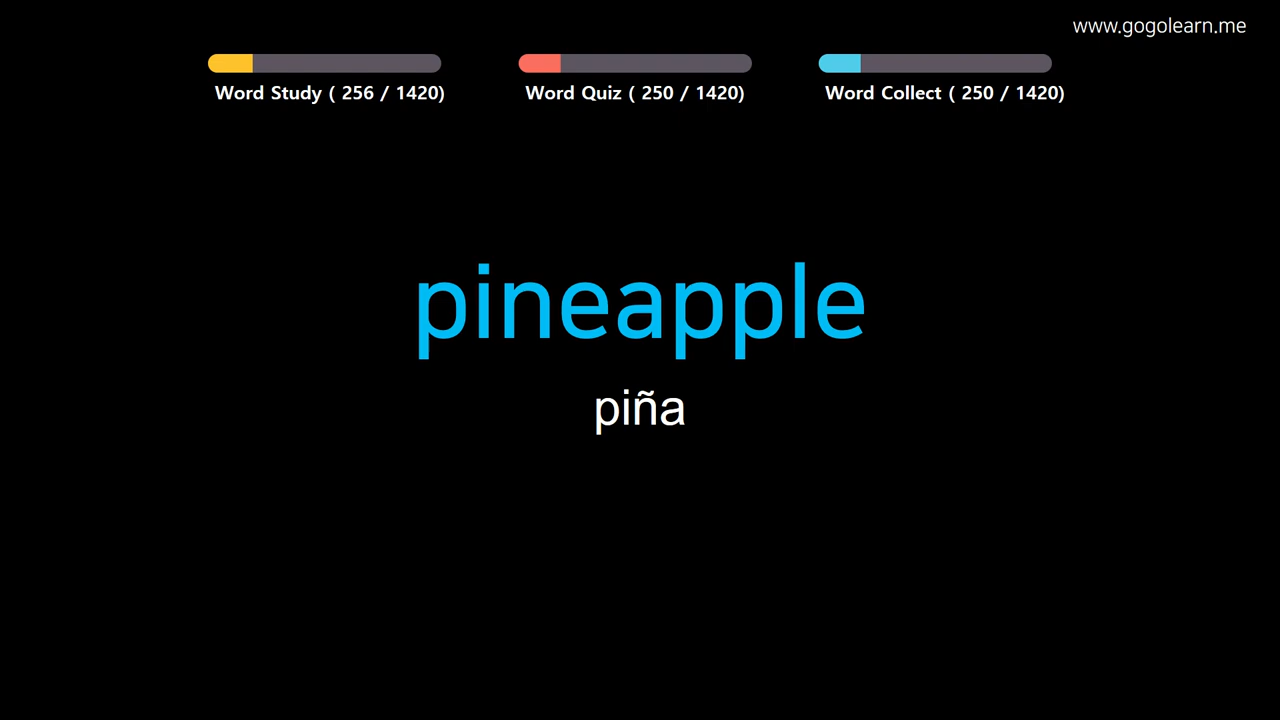 www.gogolearn.me
Word Study ( 256 / 1420)
Word Quiz ( 250 / 1420)
Word Collect ( 250 / 1420)
pineapple
piña